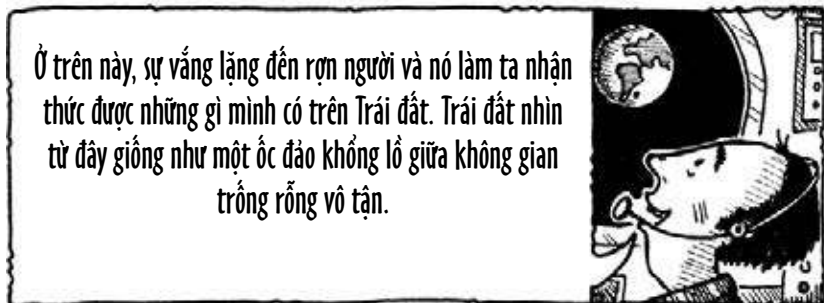 Ở trên này, sự vắng lặng đến rợn người và nó làm ta nhận
thức được những gì mình có trên Trái đất. Trái đất nhìn
từ đây giống như một ốc đảo khổng lồ giữa không gian
trống rỗng vô tận.